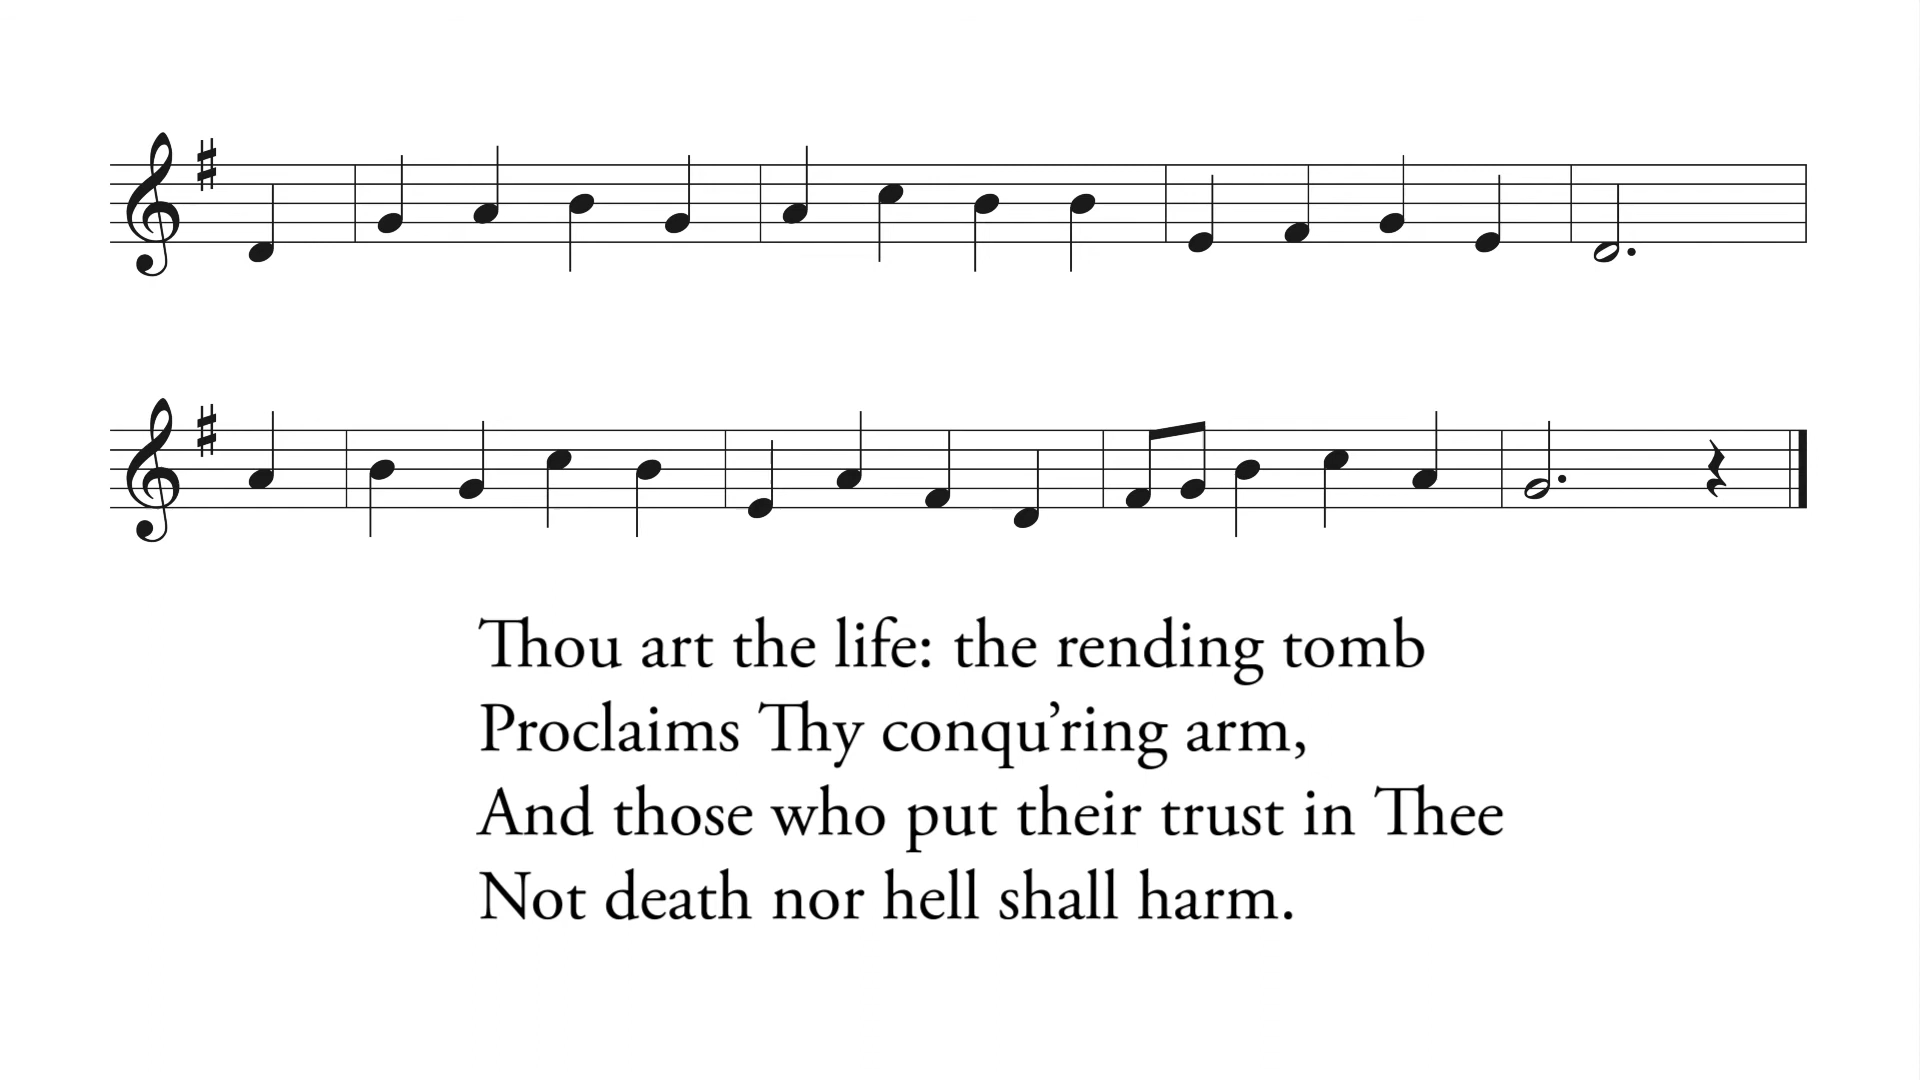 Thou art the life: the rending tomb
Proclaims Thy conqu’ring arm,
And those who put their trust in Thee
Not death nor hell shall harm.